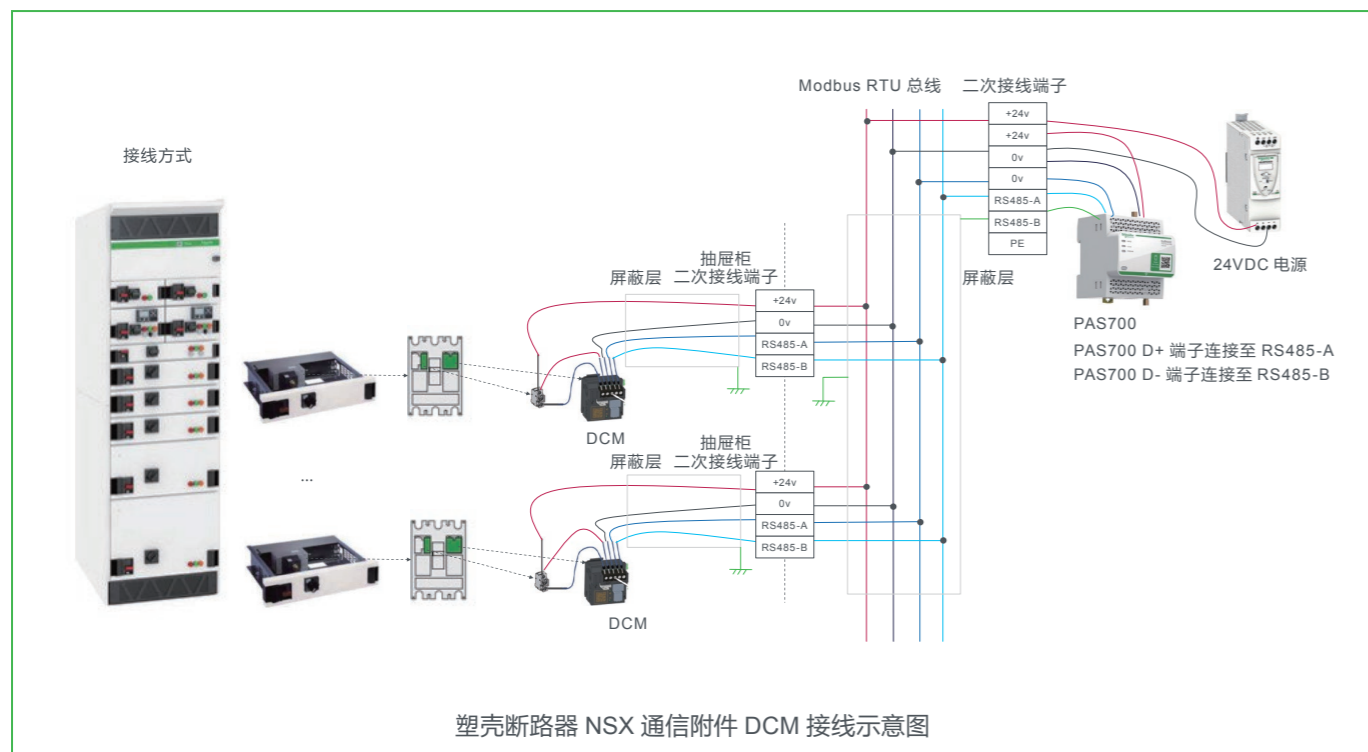 Modbus RTU 总线
二次接线端子
+24v
+24v
0v
0v
RS485-A
RS485-B
PE
接线方式
24VDC 电源
屏蔽层
PAS700
PAS700 D+ 端子连接至 RS485-A
PAS700 D- 端子连接至 RS485-B
抽屉柜
屏蔽层
二次接线端子
+24v
0v
RS485-A
RS485-B
DCM
...
抽屉柜
屏蔽层
二次接线端子
+24v
0v
RS485-A
RS485-B
DCM
塑壳断路器 NSX 通信附件 DCM 接线示意图